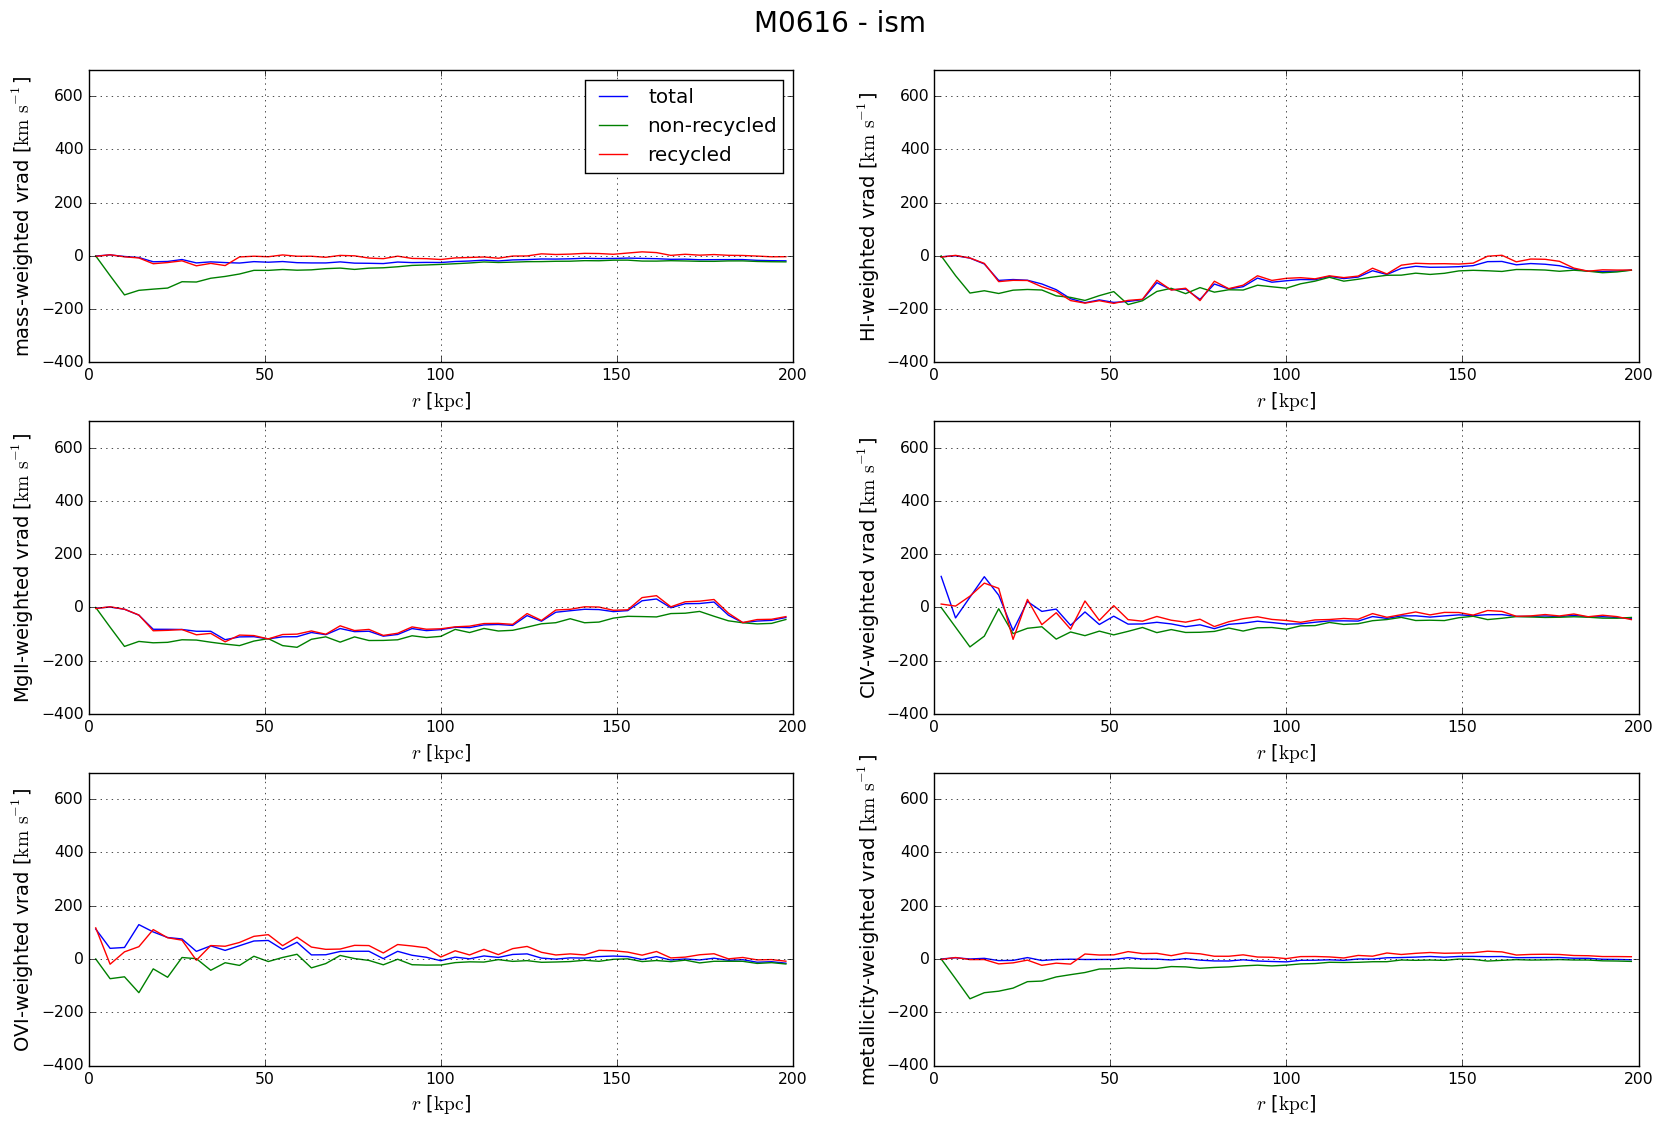 M0616 - ism
mass-weighted vrad [km s⁻¹]
600
400
200
0
−200
−400
0 50 100 150 200
r [kpc]
total
non-recycled
recycled
HI-weighted vrad [km s⁻¹]
600
400
200
0
−200
−400
0 50 100 150 200
r [kpc]
MgII-weighted vrad [km s⁻¹]
600
400
200
0
−200
−400
0 50 100 150 200
r [kpc]
CIV-weighted vrad [km s⁻¹]
600
400
200
0
−200
−400
0 50 100 150 200
r [kpc]
OVI-weighted vrad [km s⁻¹]
600
400
200
0
−200
−400
0 50 100 150 200
r [kpc]
metallicity-weighted vrad [km s⁻¹]
600
400
200
0
−200
−400
0 50 100 150 200
r [kpc]